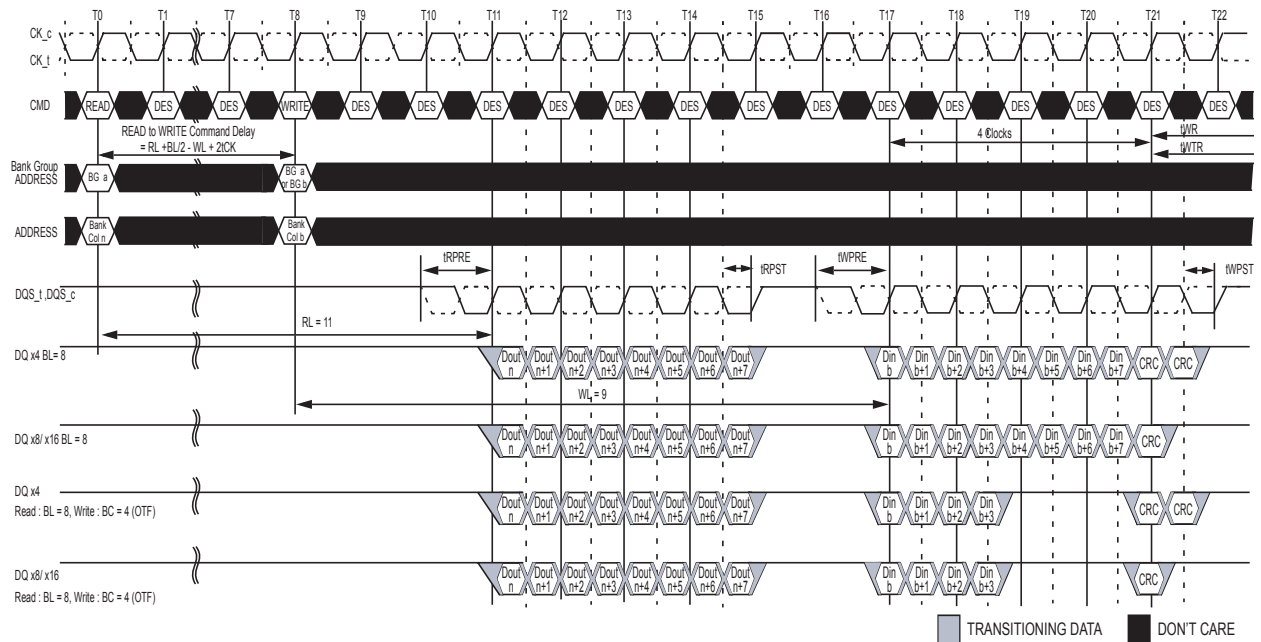 T0 T1 T7 T8 T9 T10 T11 T12 T13 T14 T15 T16 T17 T18 T19 T20 T21 T22
CK_c
CK_t
CMD READ DES DES WRITE DES DES DES DES DES DES DES DES DES DES DES DES DES DES
READ to WRITE Command Delay
= RL +BL/2 - WL + 2tCK
4 Clocks
tWR
tWTR
Bank Group
ADDRESS
BG a
BG a
or BG b
ADDRESS
Bank
Col n
Bank
Col b
tRPRE tRPST tWPRE tWPST
DQS_t ,DQS_c
RL = 11
DQ x4 BL= 8
Dout Dout Dout Dout Dout Dout Dout Dout Din Din Din Din Din Din Din Din CRC CRC
n n+1 n+2 n+3 n+4 n+5 n+6 n+7 b b+1 b+2 b+3 b+4 b+5 b+6 b+7
WL = 9
DQ x8/ x16 BL = 8
Dout Dout Dout Dout Dout Dout Dout Dout Din Din Din Din Din Din Din Din CRC
n n+1 n+2 n+3 n+4 n+5 n+6 n+7 b b+1 b+2 b+3 b+4 b+5 b+6 b+7
DQ x4
Read : BL = 8, Write : BC = 4 (OTF)
Dout Dout Dout Dout Dout Dout Dout Dout Din Din Din Din CRC CRC
n n+1 n+2 n+3 n+4 n+5 n+6 n+7 b b+1 b+2 b+3
DQ x8/ x16
Read : BL = 8, Write : BC = 4 (OTF)
Dout Dout Dout Dout Dout Dout Dout Dout Din Din Din Din CRC
n n+1 n+2 n+3 n+4 n+5 n+6 n+7 b b+1 b+2 b+3
TRANSITIONING DATA DON'T CARE